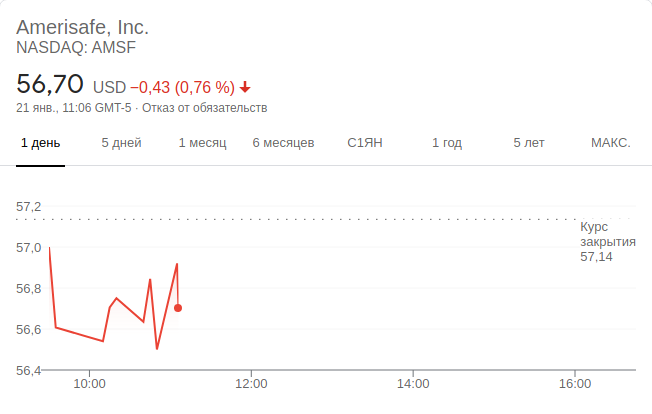 Amerisafe, Inc.
NASDAQ: AMSF
56,70 USD −0,43 (0,76 %)
21 янв., 11:06 GMT-5 · Отказ от обязательств
1 день 5 дней 1 месяц 6 месяцев С1ЯН 1 год 5 лет МАКС.
57,2
Курс
закрытия
57,14
57,0
56,8
56,6
56,4
10:00 12:00 14:00 16:00